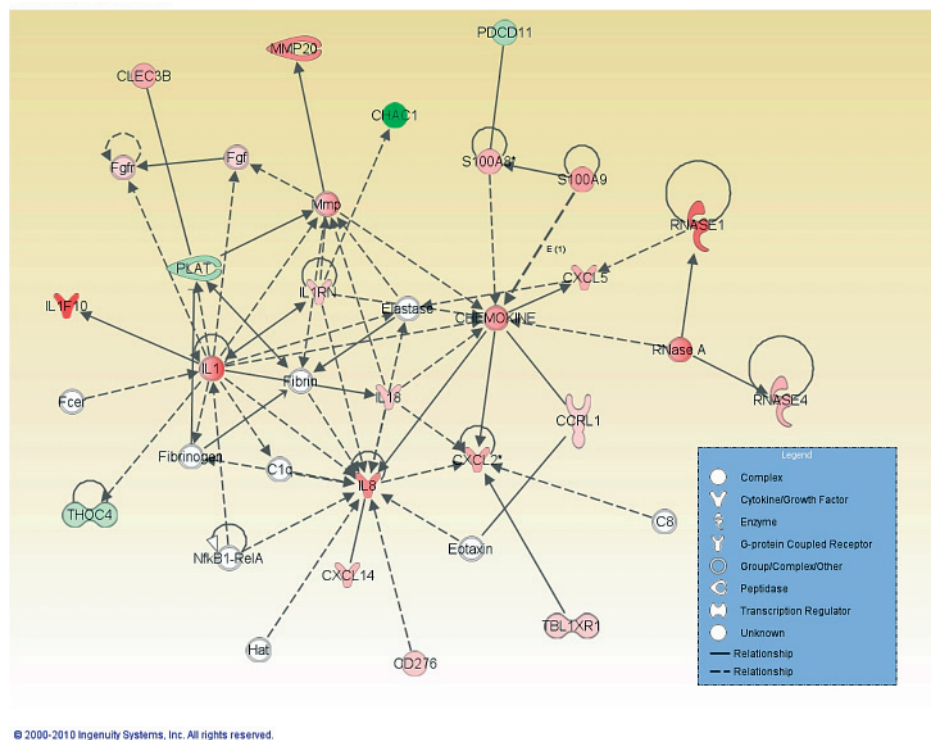 MMP20
PDCD11
CLEC3B
CHAC1
Fgfr
Fgf
S100A8*
S100A9
Mmp
RNASE1
E (1)
PLAT
IL1RN
CXCL5
IL1F10
Elastase
CHEMOKINE
RNase A
IL1
Fibrin
Fcer
IL18
RNASE4
CCRL1
Fibrinogen
C1q
CXCL2*
IL8
THOC4
C8
NfkB1-RelA
Eotaxin
CXCL14
TBL1XR1
Hat
CD276
Legend
Complex
Cytokine/Growth Factor
Enzyme
G-protein Coupled Receptor
Group/Complex/Other
Peptidase
Transcription Regulator
Unknown
Relationship
Relationship
© 2000-2010 Ingenuity Systems, Inc. All rights reserved.